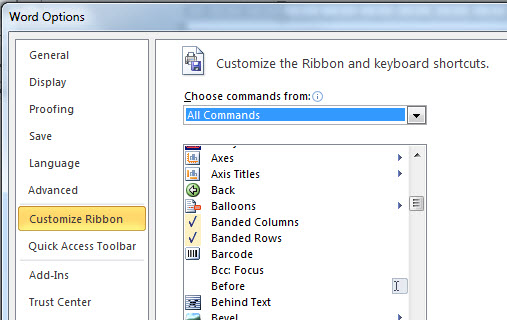 Word Options
General
Display
Proofing
Save
Language
Advanced
Customize Ribbon
Quick Access Toolbar
Add-Ins
Trust Center
Customize the Ribbon and keyboard shortcuts.
Choose commands from:
All Commands
Axes
Axis Titles
Back
Balloons
Banded Columns
Banded Rows
Barcode
Bcc: Focus
Before
Behind Text
Bevel